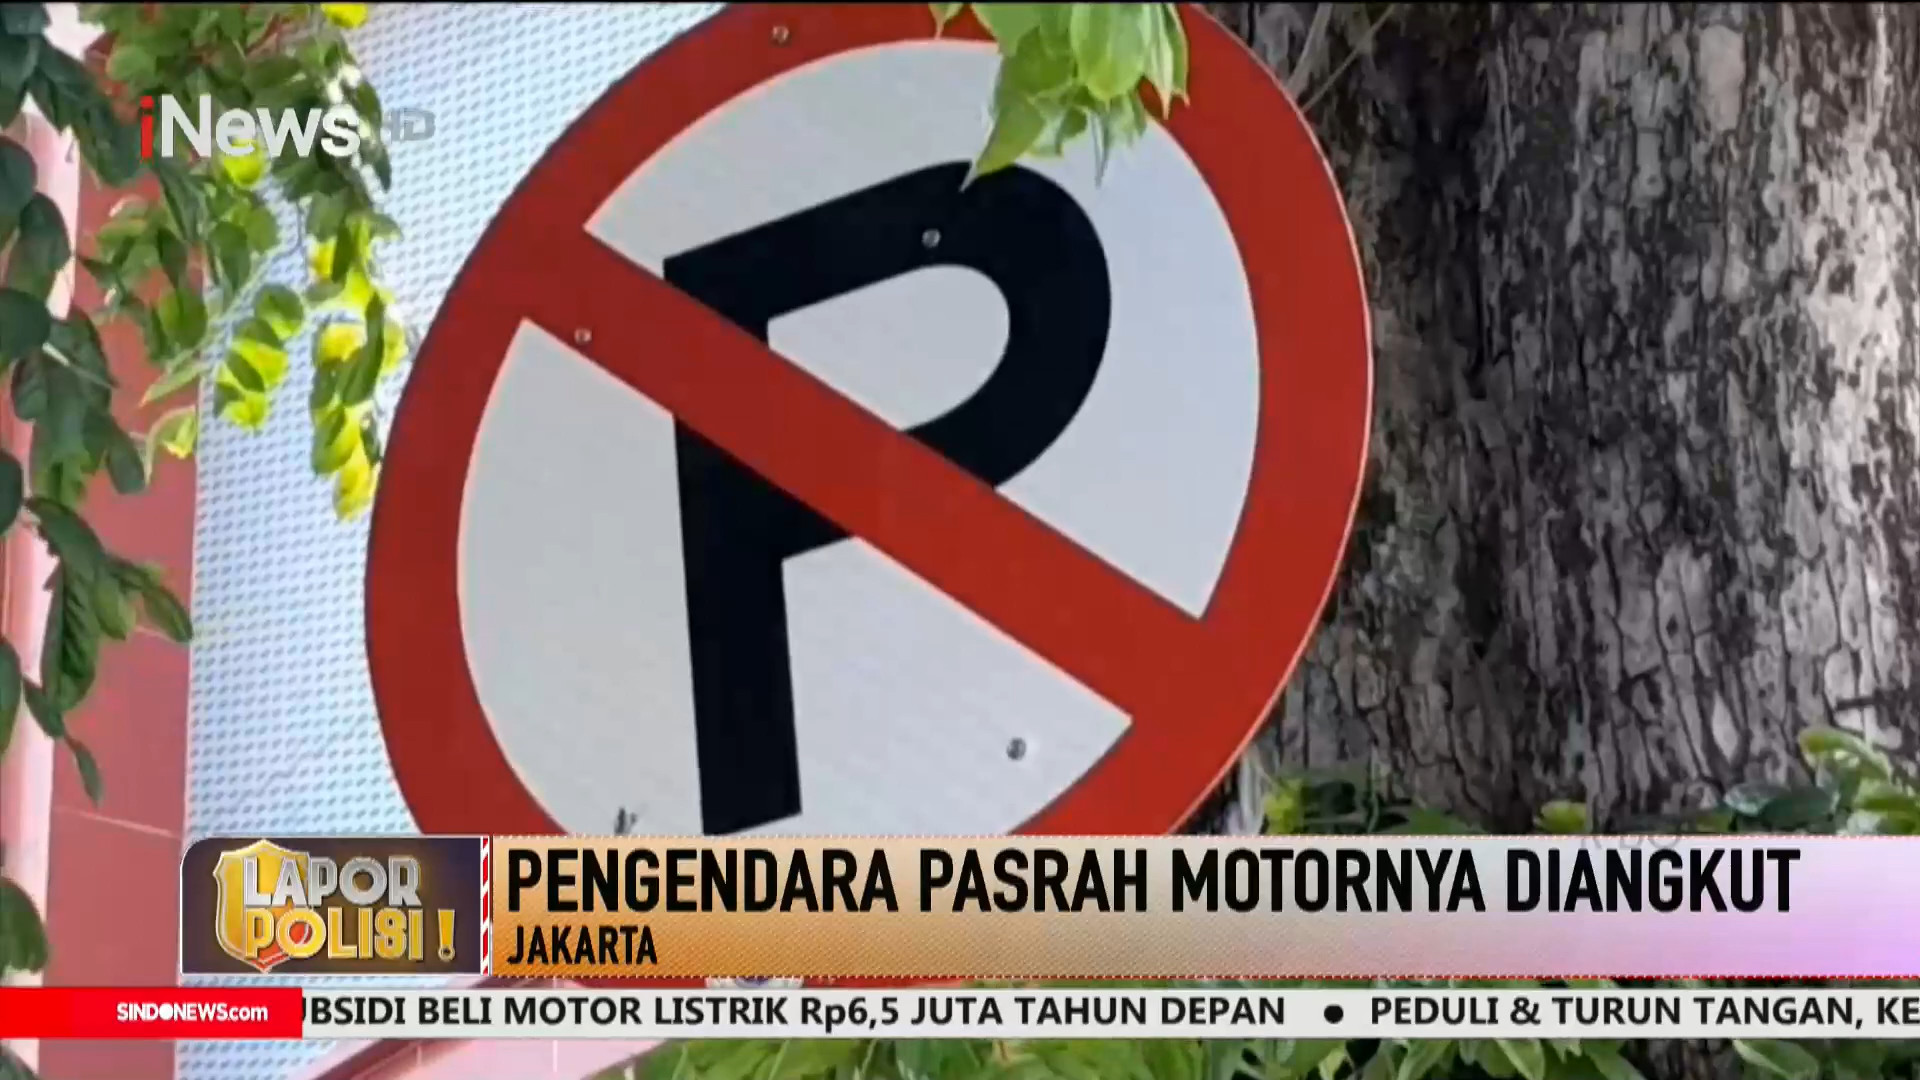 iNews HD
P
LAPOR
POLISI !
PENGENDARA PASRAH MOTORNYA DIANGKUT
JAKARTA
SINDONEWS.com
UBSIDI BELI MOTOR LISTRIK Rp6,5 JUTA TAHUN DEPAN ● PEDULI & TURUN TANGAN, KE